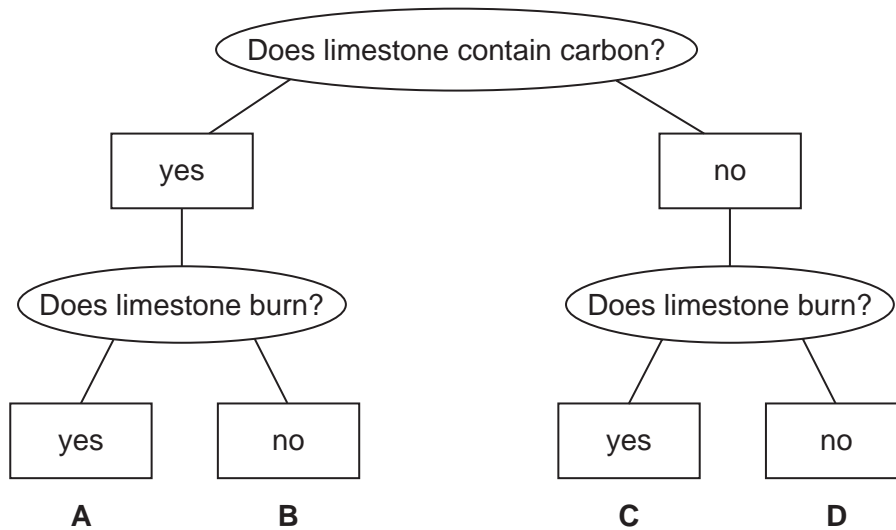 Does limestone contain carbon?
yes
no
Does limestone burn?
Does limestone burn?
yes
no
yes
no
A
B
C
D